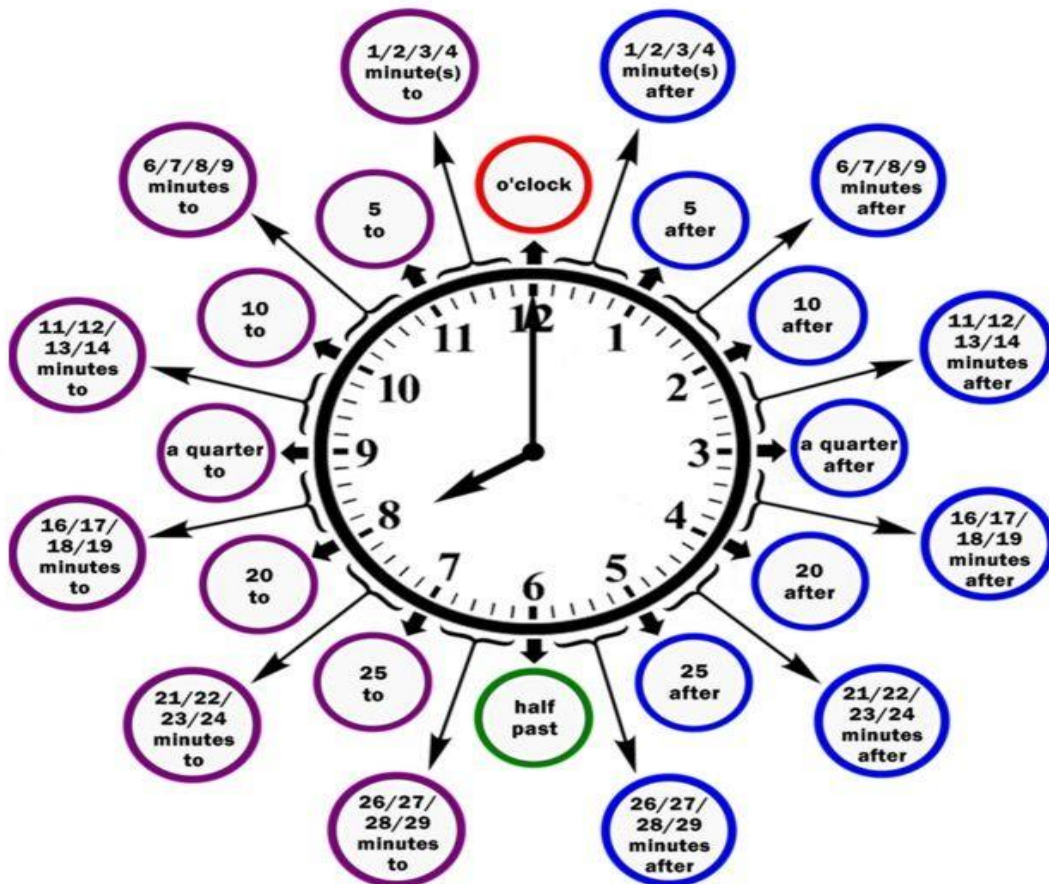 1/2/3/4
minute(s)
to
1/2/3/4
minute(s)
after
6/7/8/9
minutes
to
5
to
o'clock
5
after
6/7/8/9
minutes
after
10
to
10
after
11/12/
13/14
minutes
to
11/12/
13/14
minutes
after
a quarter
to
a quarter
after
16/17/
18/19
minutes
to
16/17/
18/19
minutes
after
20
to
20
after
21/22/
23/24
minutes
to
25
to
half
past
25
after
21/22/
23/24
minutes
after
26/27/
28/29
minutes
to
26/27/
28/29
minutes
after
12
1
2
3
4
5
6
7
8
9
10
11